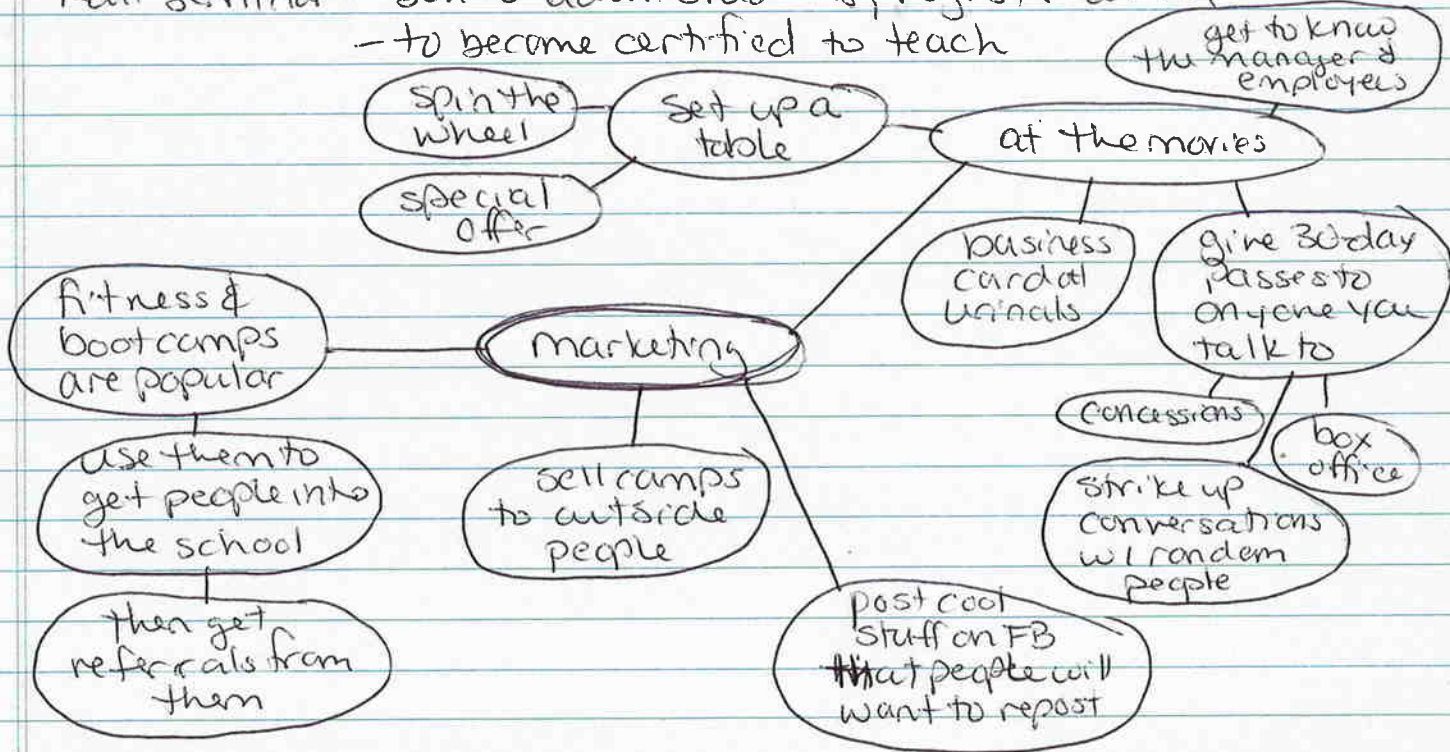 - to become certified to teach
get to know
the manager &
employees
spin the
wheel
set up a
table
at the movies
special
offer
business
card at
urinals
give 30-day
passes to
anyone you
talk to
fitness &
bootcamps
are popular
marketing
concessions
box
office
use them to
get people into
the school
sell camps
to outside
people
strike up
conversations
w/ random
people
then get
referrals from
them
post cool
stuff on FB
that people will
want to repost